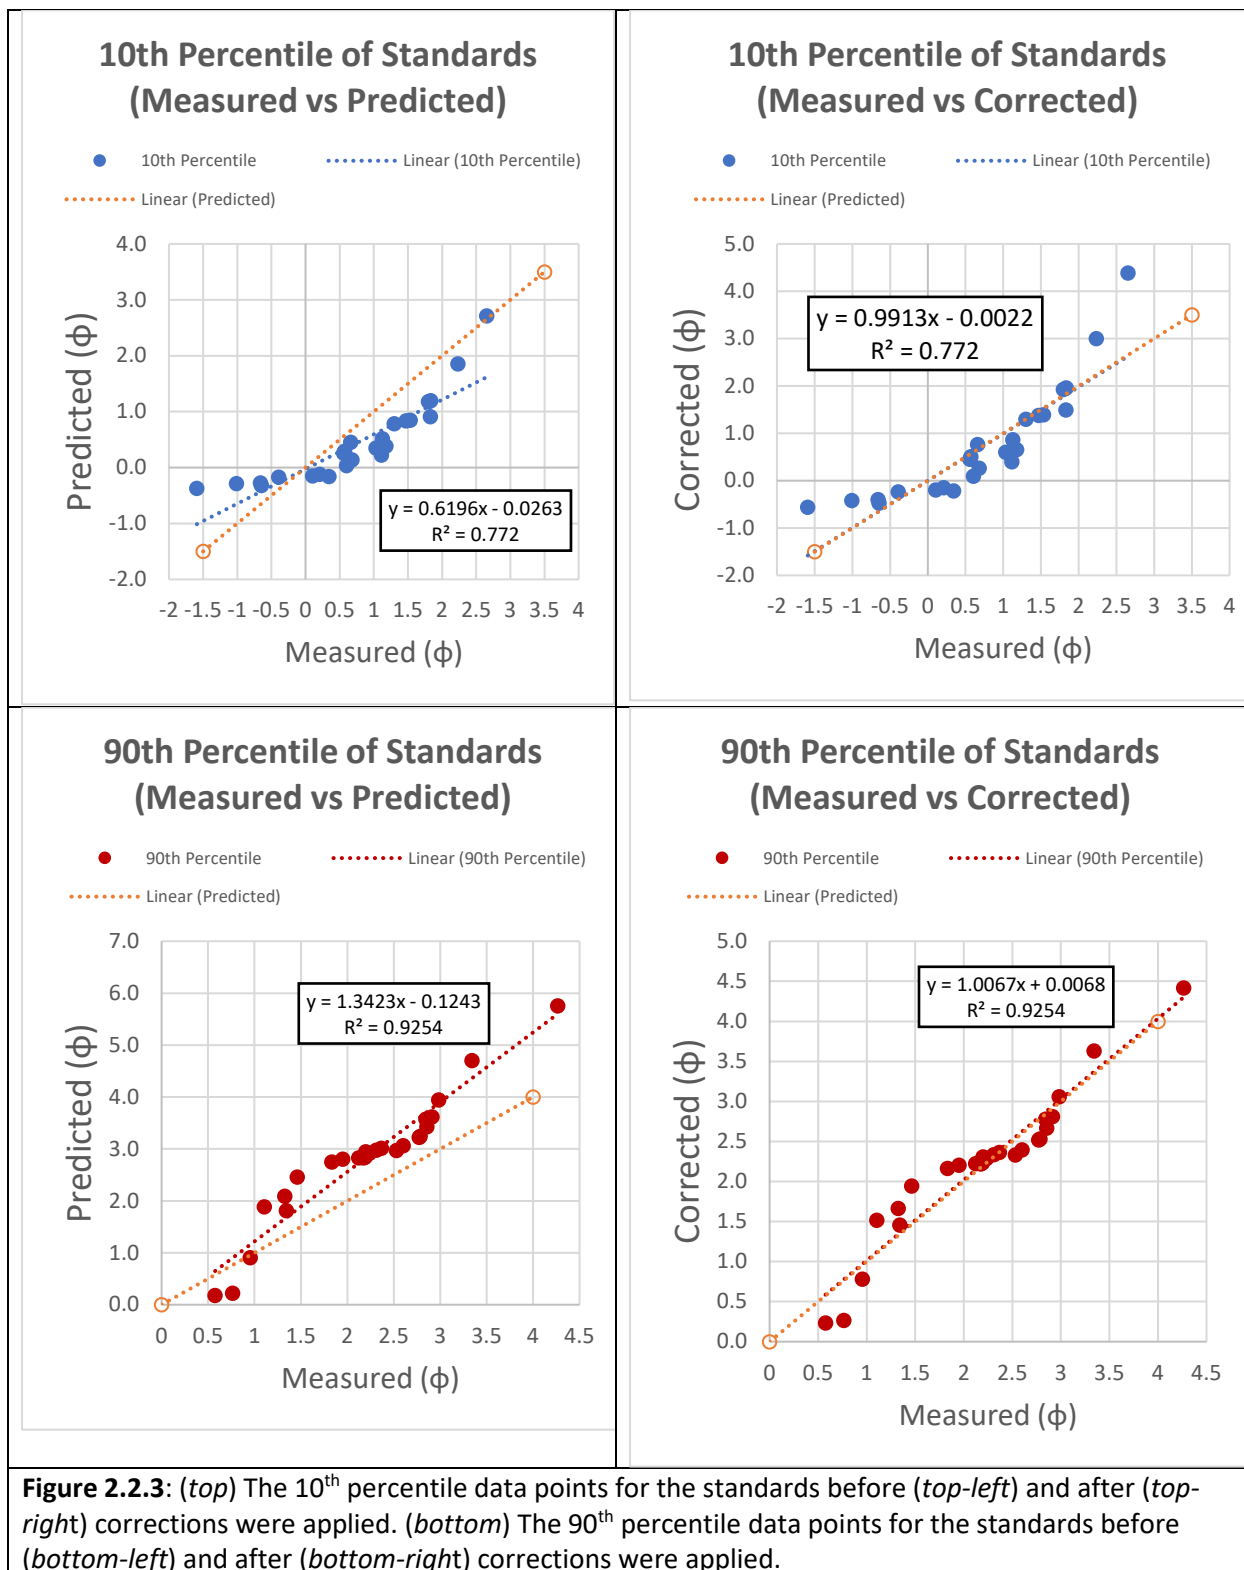 10th Percentile of Standards
(Measured vs Predicted)
10th Percentile
Linear (10th Percentile)
Linear (Predicted)
4.0
3.0
2.0
1.0
0.0
-1.0
-2.0
Predicted (ϕ)
y = 0.6196x - 0.0263
R² = 0.772
-2 -1.5 -1 -0.5 0 0.5 1 1.5 2 2.5 3 3.5 4
Measured (ϕ)
10th Percentile of Standards
(Measured vs Corrected)
10th Percentile
Linear (10th Percentile)
Linear (Predicted)
5.0
4.0
3.0
2.0
1.0
0.0
-1.0
-2.0
Corrected (ϕ)
y = 0.9913x - 0.0022
R² = 0.772
-2 -1.5 -1 -0.5 0 0.5 1 1.5 2 2.5 3 3.5 4
Measured (ϕ)
90th Percentile of Standards
(Measured vs Predicted)
90th Percentile
Linear (90th Percentile)
Linear (Predicted)
7.0
6.0
5.0
4.0
3.0
2.0
1.0
0.0
Predicted (ϕ)
y = 1.3423x - 0.1243
R² = 0.9254
0 0.5 1 1.5 2 2.5 3 3.5 4 4.5
Measured (ϕ)
90th Percentile of Standards
(Measured vs Corrected)
90th Percentile
Linear (90th Percentile)
Linear (Predicted)
5.0
4.5
4.0
3.5
3.0
2.5
2.0
1.5
1.0
0.5
0.0
Corrected (ϕ)
y = 1.0067x + 0.0068
R² = 0.9254
0 0.5 1 1.5 2 2.5 3 3.5 4 4.5
Measured (ϕ)
Figure 2.2.3: (top) The 10th percentile data points for the standards before (top-left) and after (top-
right) corrections were applied. (bottom) The 90th percentile data points for the standards before
(bottom-left) and after (bottom-right) corrections were applied.